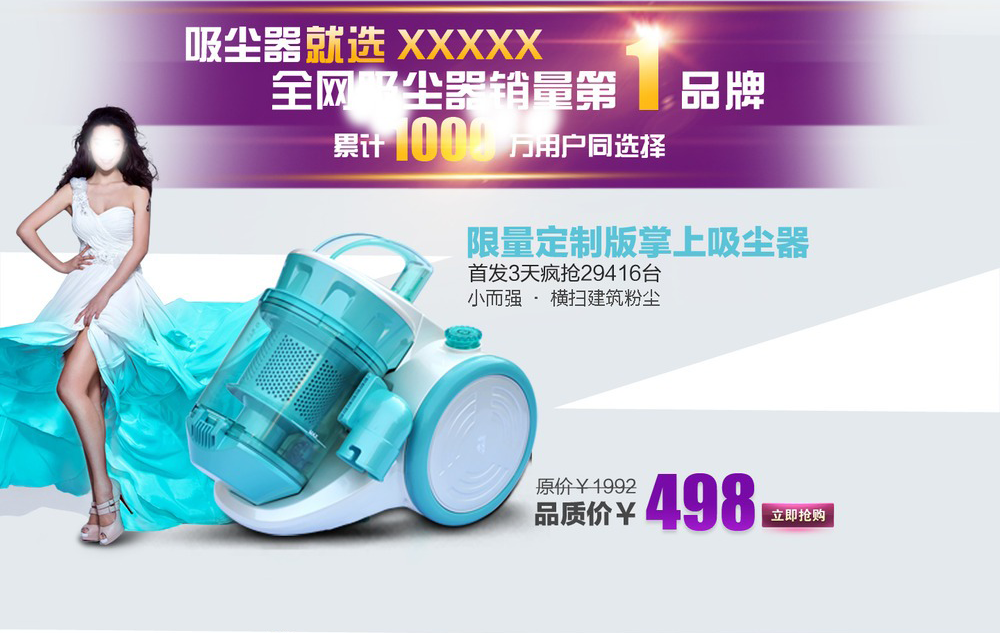 吸尘器就选 XXXXX
全网吸尘器销量第1品牌
累计1000万用户同选择
限量定制版掌上吸尘器
首发3天疯抢29416台
小而强 · 横扫建筑粉尘
原价￥1992
品质价￥498
立即抢购